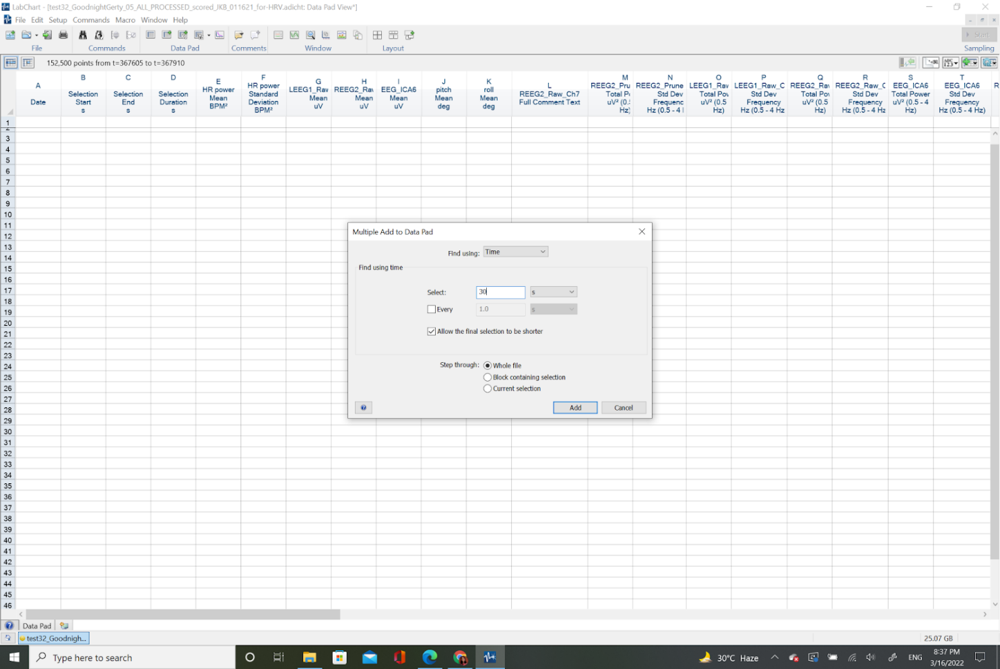 LabChart - [test32_GoodnightGerty_05_ALL_PROCESSED_scored_JKB_011621_for-HRV.adicht: Data Pad View*]
File Edit Setup Commands Macro Window Help
Start
File Commands Data Pad Comments Window Layout Sampling
152,500 points from t=367605 to t=367910
A
Date
B
Selection
Start
s
C
Selection
End
s
D
Selection
Duration
s
E
HR power
Mean
BPM²
F
HR power
Standard
Deviation
BPM²
G
LEEG1_Rav
Mean
uV
H
REEG2_Rav
Mean
uV
I
EEG_ICA6
Mean
uV
J
pitch
Mean
deg
K
roll
Mean
deg
L
REEG2_Raw_Ch7
Full Comment Text
M
REEG2_Pru
Total P
uV² (0.
Hz)
N
REEG2_Prune
Std Dev
Frequenc
Hz (0.5 - 4
O
LEEG1_Rav
Total Pov
uV² (0.5
Hz)
P
LEEG1_Raw_C
Std Dev
Frequency
Hz (0.5 - 4 Hz
Q
REEG2_Rav
Total Pov
uV² (0.5
Hz)
R
REEG2_Raw_C
Std Dev
Frequency
Hz (0.5 - 4 Hz
S
EEG_ICA6
Total Power
uV² (0.5 - 4
Hz)
T
EEG_ICA6
Std Dev
Frequency
Hz (0.5 - 4 Hz)
R
1
2
3
4
5
6
7
8
9
10
11
12
13
14
15
16
17
18
19
20
21
22
23
24
25
26
27
28
29
30
31
32
33
34
35
36
37
38
39
40
41
42
43
44
45
46
Multiple Add to Data Pad
Find using: Time
Find using time
Select: 30 s
Every 1.0 s
Allow the final selection to be shorter
Step through: Whole file
Block containing selection
Current selection
Add Cancel
Data Pad
test32_Goodnigh...
25.07 GB
Type here to search
30°C Haze
ENG
8:37 PM
3/16/2022